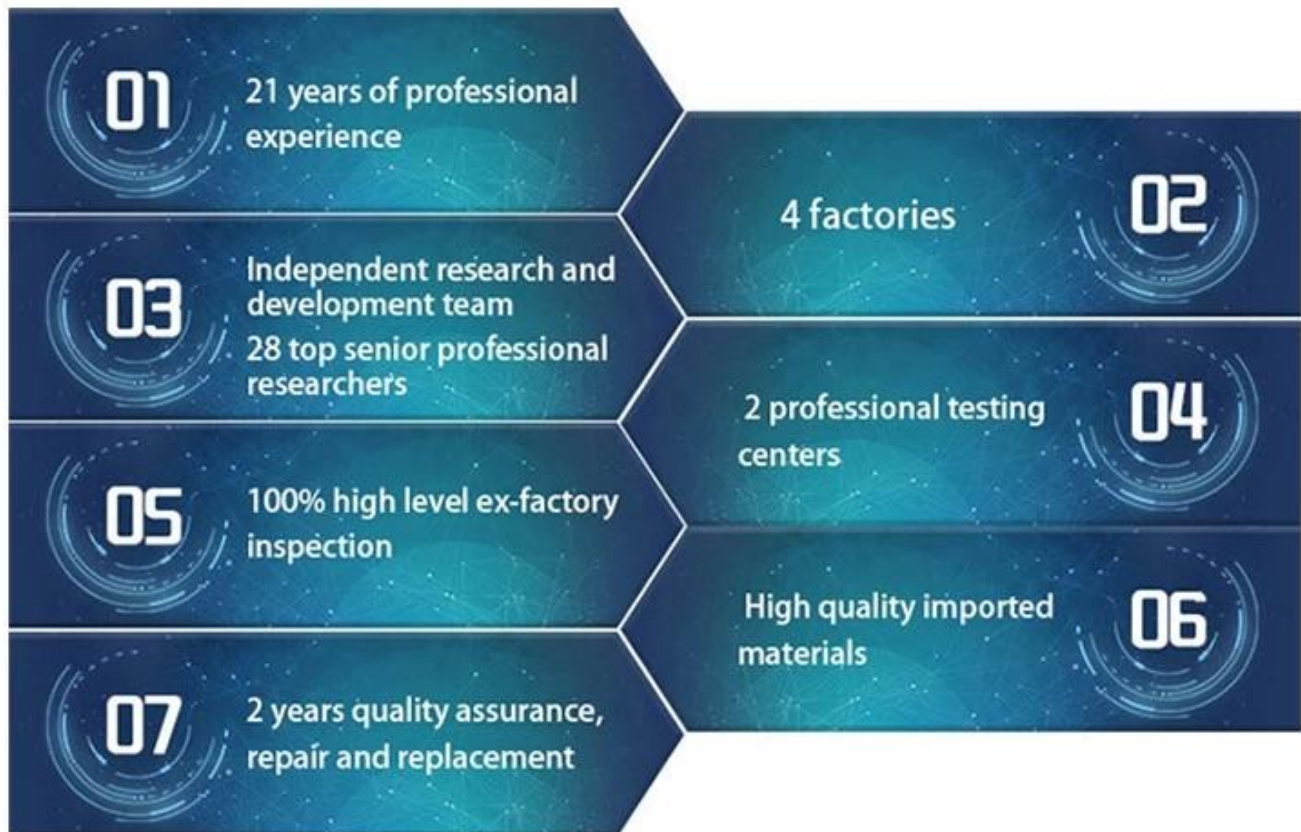 01
21 years of professional
experience
02
4 factories
03
Independent research and
development team
28 top senior professional
researchers
04
2 professional testing
centers
05
100% high level ex-factory
inspection
06
High quality imported
materials
07
2 years quality assurance,
repair and replacement